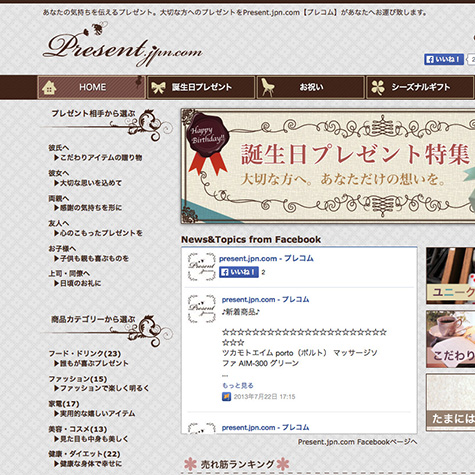 あなたの気持ちを伝えるプレゼント。大切な方へのプレゼントをPresent.jpn.com【プレコム】があなたへお運び致します。
Present.jpn.com
いいね！ 2
HOME
誕生日プレゼント
お祝い
シーズナルギフト
プレゼント相手から選ぶ
彼氏へ
▶こだわりアイテムの贈り物
彼女へ
▶大切な思いを込めて
両親へ
▶感謝の気持ちを形に
友人へ
▶心のこもったプレゼントを
お子様へ
▶子供も親も喜ぶものを
上司・同僚へ
▶日頃のお礼に
商品カテゴリーから選ぶ
フード・ドリンク(23)
▶誰もが喜ぶプレゼント
ファッション(15)
▶ファッションで楽しく明るく
家電(17)
▶実用的な嬉しいアイテム
美容・コスメ(13)
▶見た目も中身も美しく
健康・ダイエット(22)
▶健康な身体で幸せに
Happy
Birthday!!
誕生日プレゼント特集
大切な方へ。あなただけの想いを。
News&Topics from Facebook
Present
present.jpn.com - プレコム
いいね！ 2
Present
present.jpn.com - プレコム
♪新着商品♪
☆☆☆☆☆☆☆☆☆☆☆☆☆☆☆☆☆☆☆☆☆☆
☆☆☆
ツカモトエイム porto（ポルト） マッサージソ
ファ AIM-300 グリーン
...
もっと見る
2013年7月22日 17:15
present.jpn.com - プレコム
Present.jpn.com Facebookページへ
売れ筋ランキング
ユニーク
こだわり
たまには